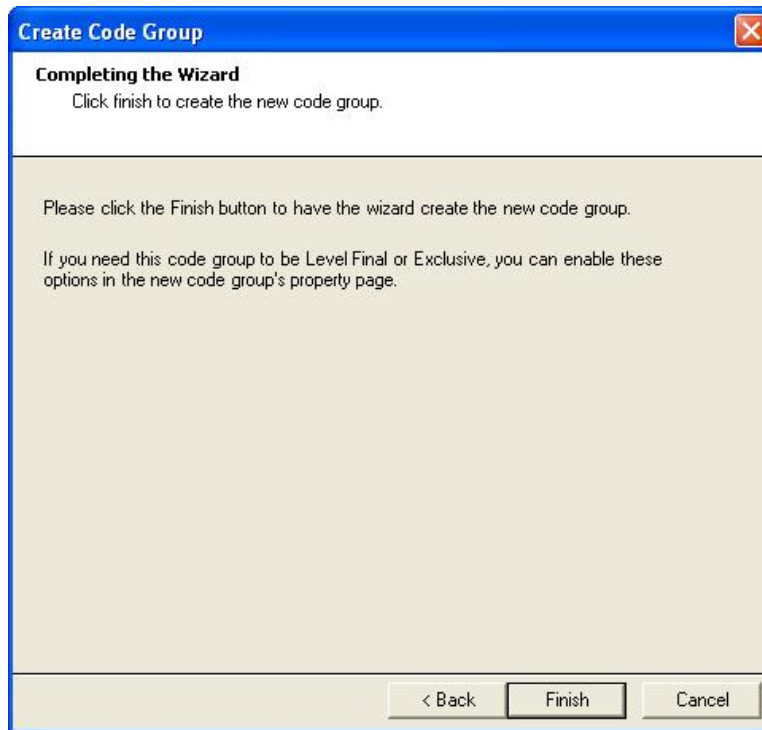 Create Code Group
Completing the Wizard
Click finish to create the new code group.
Please click the Finish button to have the wizard create the new code group.
If you need this code group to be Level Final or Exclusive, you can enable these
options in the new code group's property page.
< Back
Finish
Cancel